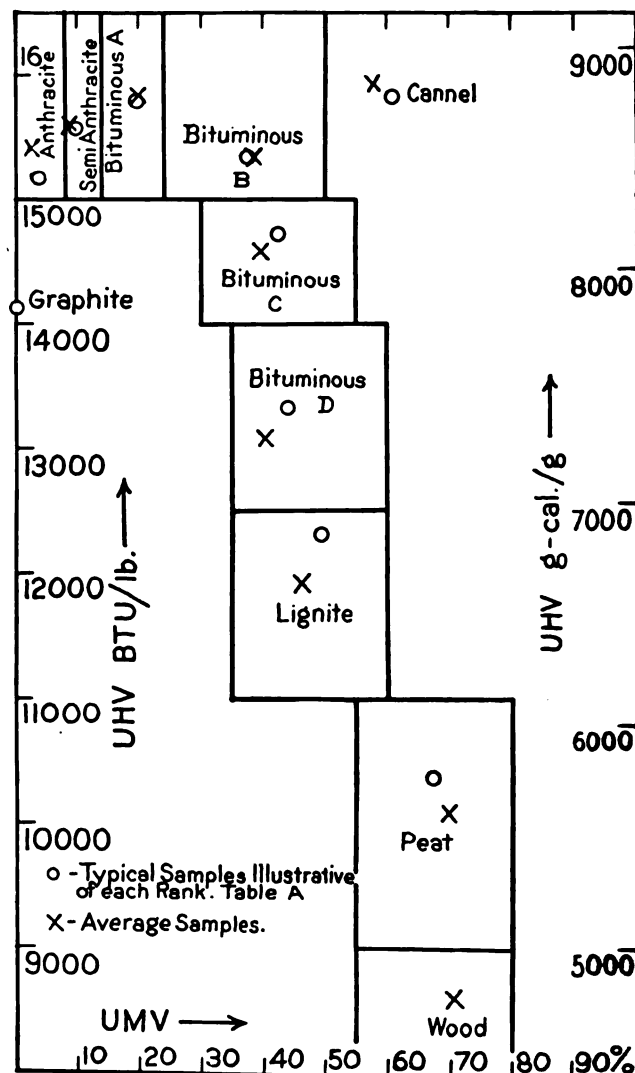 16
Anthracite
Semi Anthracite
Bituminous A
Bituminous
B
Cannel
9000
15000
Bituminous
C
8000
Graphite
14000
Bituminous
D
13000
UHV BTU/lb.
UHV g-cal./g
7000
12000
Lignite
11000
6000
10000
Peat
o - Typical Samples Illustrative
of each Rank. Table A
X - Average Samples.
9000
5000
UMV
Wood
10 20 30 40 50 60 70 80 90%